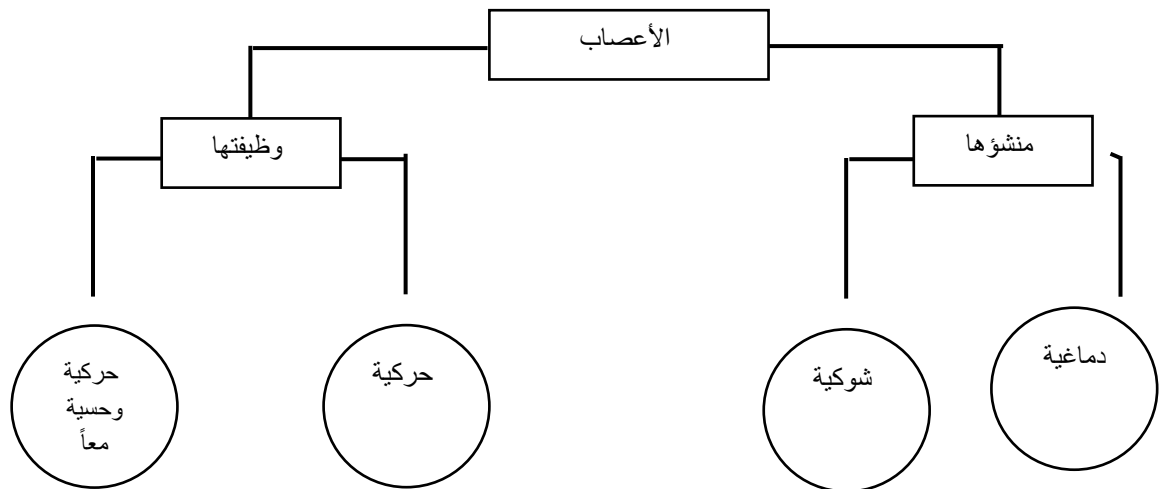 الأعصاب
منشؤها
وظيفتها
دماغية
شوكية
حركية
حركية
وحسية
معاً